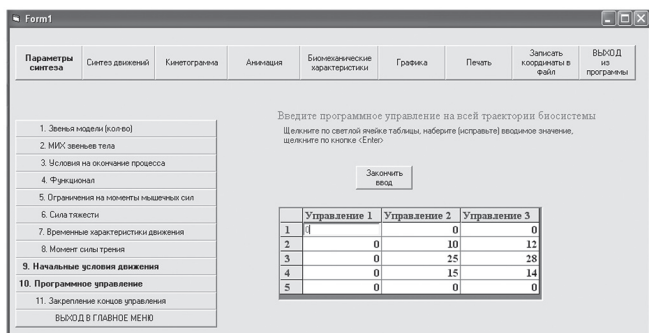 Form1
Параметры синтеза
Синтез движений
Кинетограмма
Анимация
Биомеханические характеристики
Графика
Печать
Записать координаты в файл
ВЫХОД из программы
1. Звенья модели (кол-во)
2. МИХ звеньев тела
3. Условия на окончание процесса
4. Функционал
5. Ограничения на моменты мышечных сил
6. Сила тяжести
7. Временные характеристики движения
8. Момент силы трения
9. Начальные условия движения
10. Программное управление
11. Закрепление концов управления
ВЫХОД В ГЛАВНОЕ МЕНЮ
Введите программное управление на всей траектории биосистемы
Щелкните по светлой ячейке таблицы, наберите (исправьте) вводимое значение,
щелкните по кнопке <Enter>
Закончить
ввод
Управление 1 Управление 2 Управление 3
1 0 0 0
2 0 10 12
3 0 25 28
4 0 15 14
5 0 0 0